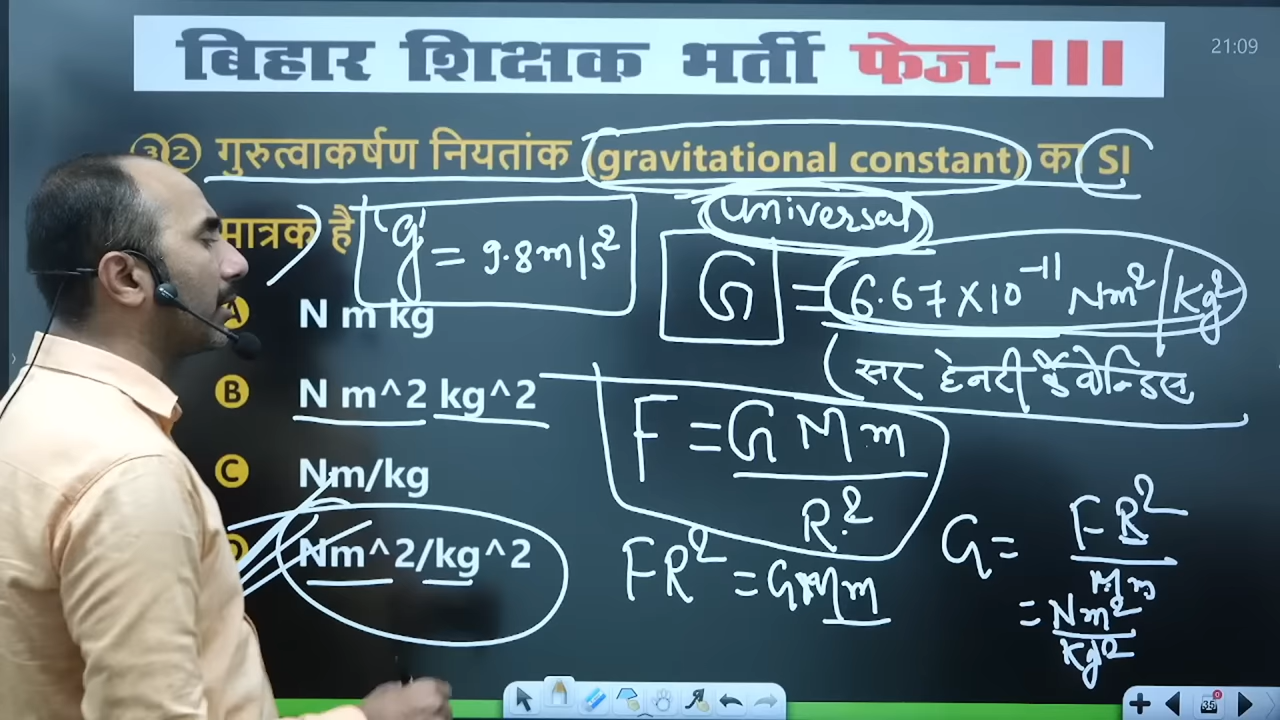 बिहार शिक्षक भर्ती फेज-III
21:09
32 गुरुत्वाकर्षण नियतांक (gravitational constant) का SI
मात्रक है
'g' = 9.8m/s²
universal
G = 6.67 X 10⁻¹¹ Nm²/Kg²
A N m kg
(सर हेनरी कैवेन्डिस
B N m^2 kg^2
F = G M m / R²
C Nm/kg
D Nm^2/kg^2
FR² = GMm
G = FR² / M m
= Nm² / Kg²
35